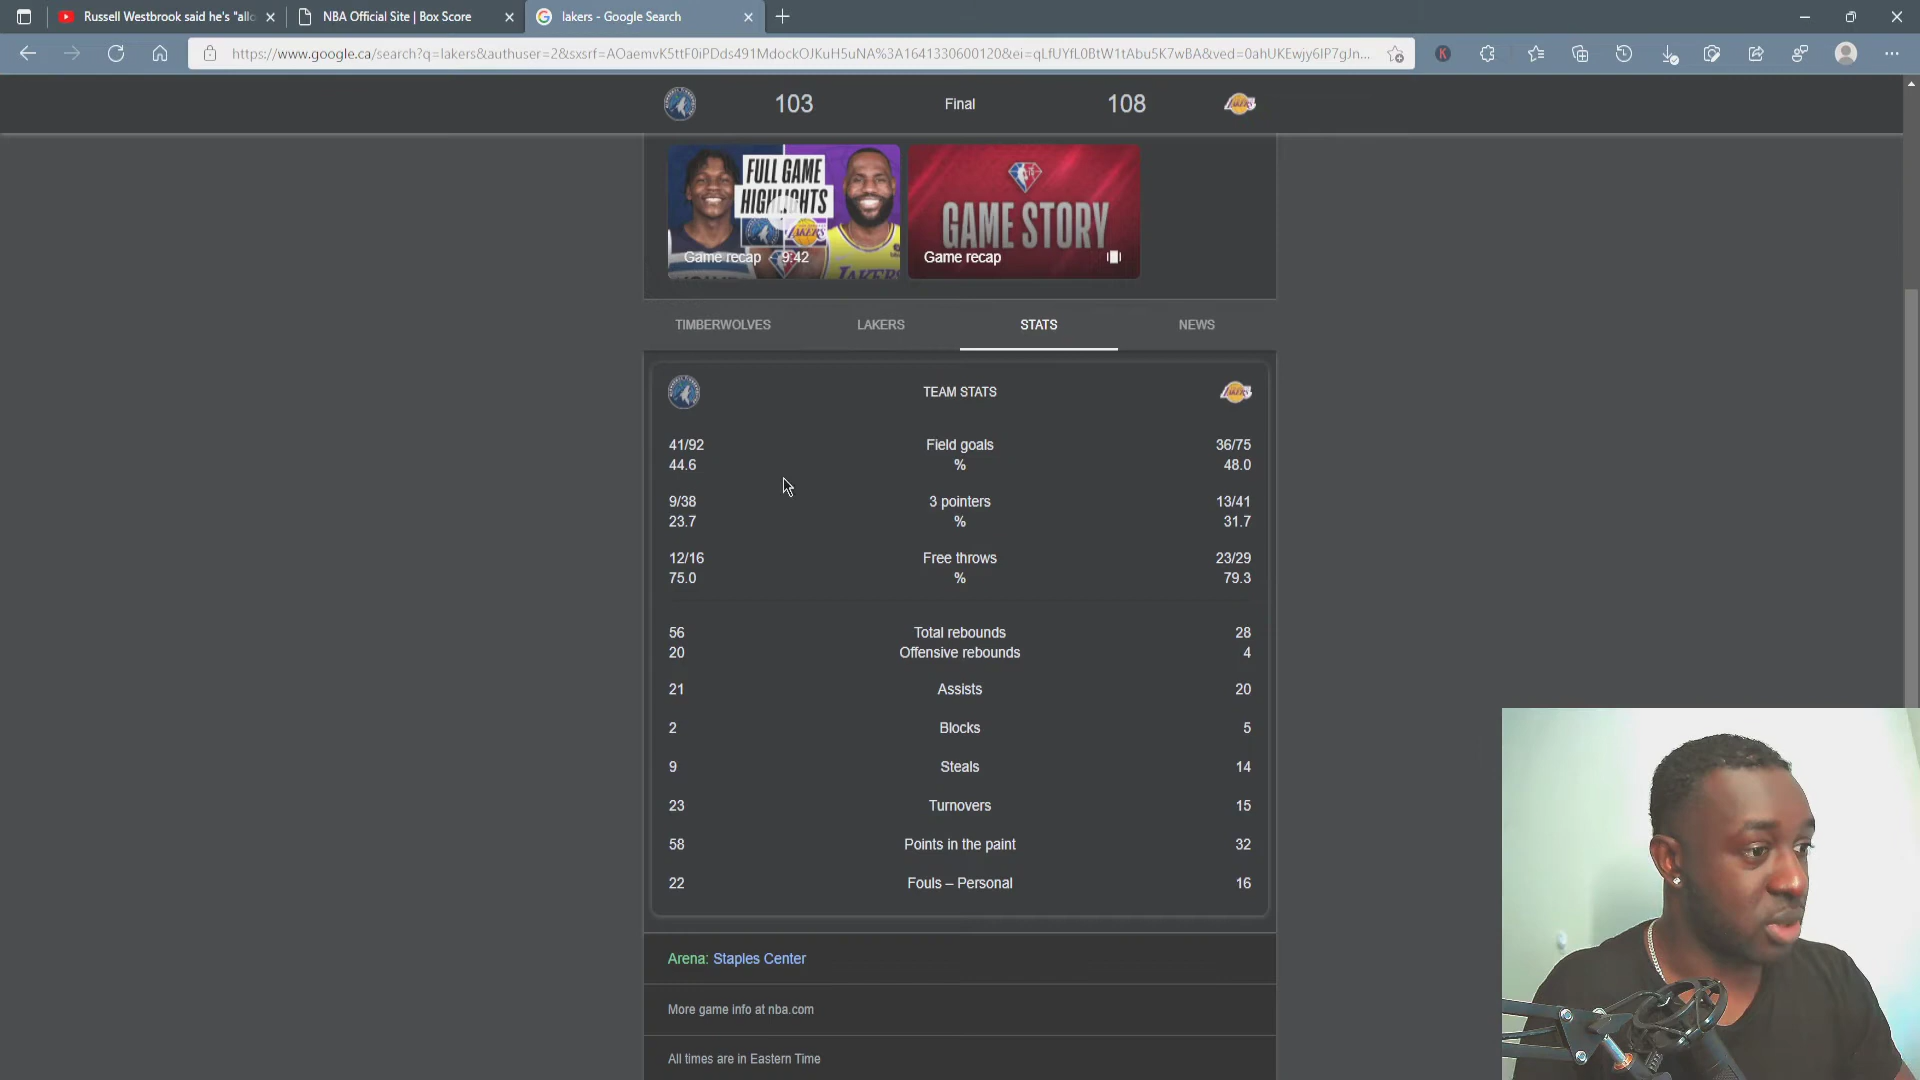 Russell Westbrook said he's "allo
NBA Official Site | Box Score
lakers - Google Search
https://www.google.ca/search?q=lakers&authuser=2&sxsrf=AOaemvK5ttF0iPDds491MdockOJKuH5uNA%3A1641330600120&ei=qLfUYfL0BtW1tAbu5K7wBA&ved=0ahUKEwjy6IP7gJn...
103 Final 108
FULL GAME
HIGHLIGHTS
Game recap 9:42
LAKERS
GAME STORY
Game recap
TIMBERWOLVES LAKERS STATS NEWS
TEAM STATS
41/92 Field goals 36/75
44.6 % 48.0
9/38 3 pointers 13/41
23.7 % 31.7
12/16 Free throws 23/29
75.0 % 79.3
56 Total rebounds 28
20 Offensive rebounds 4
21 Assists 20
2 Blocks 5
9 Steals 14
23 Turnovers 15
58 Points in the paint 32
22 Fouls – Personal 16
Arena: Staples Center
More game info at nba.com
All times are in Eastern Time